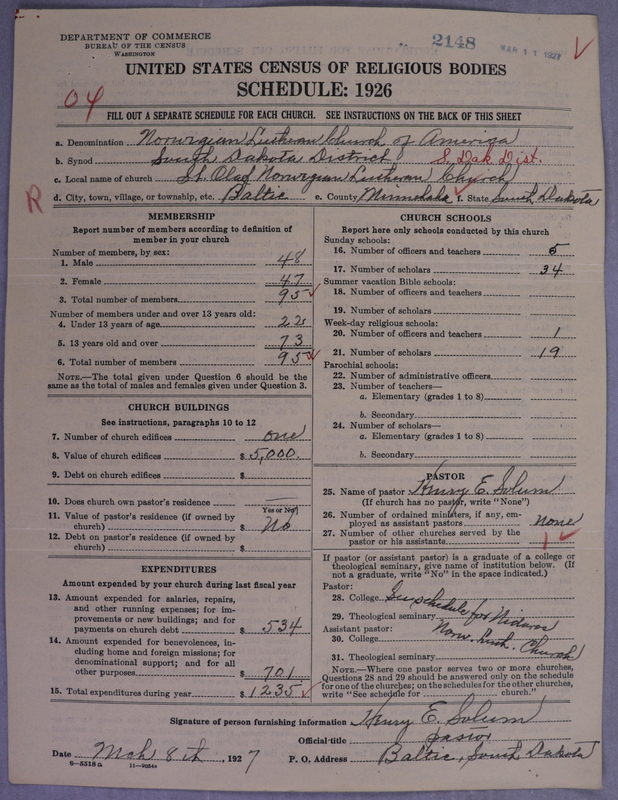 DEPARTMENT OF COMMERCE
BUREAU OF THE CENSUS
WASHINGTON
2148
MAR 11 1927
UNITED STATES CENSUS OF RELIGIOUS BODIES
SCHEDULE: 1926
04
FILL OUT A SEPARATE SCHEDULE FOR EACH CHURCH. SEE INSTRUCTIONS ON THE BACK OF THIS SHEET
a. Denomination Norwegian Lutheran Church of America
b. Synod South Dakota District S. Dak Dist.
c. Local name of church St. Olaf Norwegian Lutheran Church
R
d. City, town, village, or township, etc. Baltic e. County Minnehaha f. State South Dakota
MEMBERSHIP
Report number of members according to definition of
member in your church
Number of members, by sex:
1. Male 48
2. Female 47
3. Total number of members 95
Number of members under and over 13 years old:
4. Under 13 years of age 22
5. 13 years old and over 73
6. Total number of members 95
NOTE.—The total given under Question 6 should be the
same as the total of males and females given under Question 3.
CHURCH BUILDINGS
See instructions, paragraphs 10 to 12
7. Number of church edifices one
8. Value of church edifices $ 5,000.
9. Debt on church edifices $
10. Does church own pastor's residence
Yes or No?
11. Value of pastor's residence (if owned by
church) $ No
12. Debt on pastor's residence (if owned by
church) $
EXPENDITURES
Amount expended by your church during last fiscal year
13. Amount expended for salaries, repairs,
and other running expenses; for im-
provements or new buildings; and for
payments on church debt $ 534
14. Amount expended for benevolences, in-
cluding home and foreign missions; for
denominational support; and for all
other purposes $ 701
15. Total expenditures during year $ 1235
CHURCH SCHOOLS
Report here only schools conducted by this church
Sunday schools:
16. Number of officers and teachers 5
17. Number of scholars 34
Summer vacation Bible schools:
18. Number of officers and teachers
19. Number of scholars
Week-day religious schools:
20. Number of officers and teachers 1
21. Number of scholars 19
Parochial schools:
22. Number of administrative officers
23. Number of teachers—
a. Elementary (grades 1 to 8)
b. Secondary
24. Number of scholars—
a. Elementary (grades 1 to 8)
b. Secondary
PASTOR
25. Name of pastor Henry E. Solum
(If church has no pastor, write "None")
26. Number of ordained ministers, if any, em-
ployed as assistant pastors none
27. Number of other churches served by the
pastor or his assistants 1
If pastor (or assistant pastor) is a graduate of a college or
theological seminary, give name of institution below. (If
not a graduate, write "No" in the space indicated.)
Pastor:
28. College See schedule for Nidaros
29. Theological seminary Norw. Luth. Church
Assistant pastor:
30. College
31. Theological seminary
NOTE.—Where one pastor serves two or more churches,
Questions 28 and 29 should be answered only on the schedule
for one of the churches; on the schedules for the other churches,
write "See schedule for church."
Signature of person furnishing information Henry E. Solum
Official title pastor
Date Mch 8th, 1927 P. O. Address Baltic, South Dakota
8—5518a 11—9054a